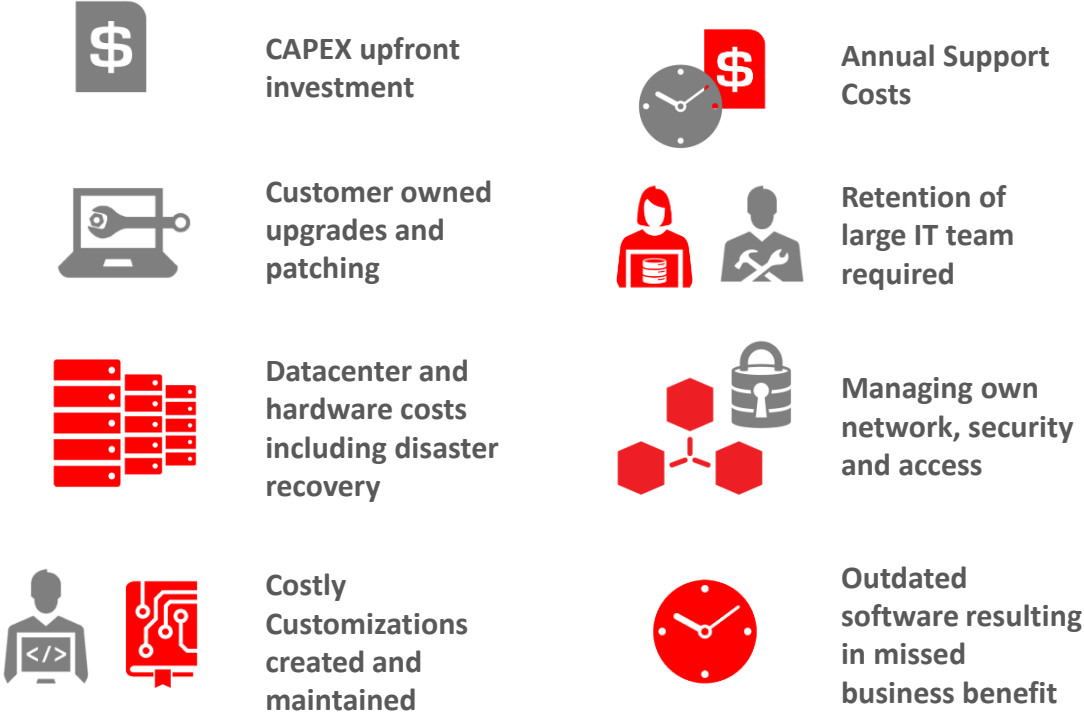 CAPEX upfront
investment
Annual Support
Costs
Customer owned
upgrades and
patching
Retention of
large IT team
required
Datacenter and
hardware costs
including disaster
recovery
Managing own
network, security
and access
Costly
Customizations
created and
maintained
Outdated
software resulting
in missed
business benefit
$
$
</>